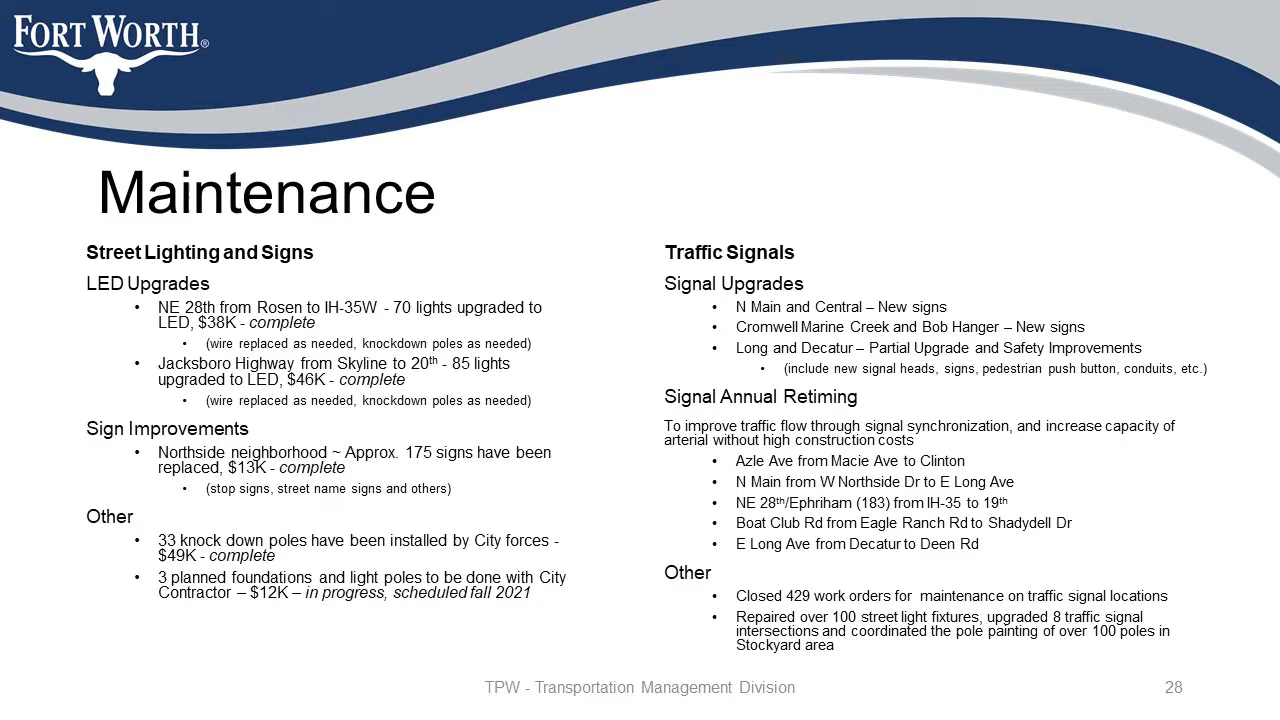 FORT WORTH®
Maintenance
Street Lighting and Signs
LED Upgrades
• NE 28th from Rosen to IH-35W - 70 lights upgraded to
LED, $38K - complete
• (wire replaced as needed, knockdown poles as needed)
• Jacksboro Highway from Skyline to 20th - 85 lights
upgraded to LED, $46K - complete
• (wire replaced as needed, knockdown poles as needed)
Sign Improvements
• Northside neighborhood ~ Approx. 175 signs have been
replaced, $13K - complete
• (stop signs, street name signs and others)
Other
• 33 knock down poles have been installed by City forces -
$49K - complete
• 3 planned foundations and light poles to be done with City
Contractor – $12K – in progress, scheduled fall 2021
Traffic Signals
Signal Upgrades
• N Main and Central – New signs
• Cromwell Marine Creek and Bob Hanger – New signs
• Long and Decatur – Partial Upgrade and Safety Improvements
• (include new signal heads, signs, pedestrian push button, conduits, etc.)
Signal Annual Retiming
To improve traffic flow through signal synchronization, and increase capacity of
arterial without high construction costs
• Azle Ave from Macie Ave to Clinton
• N Main from W Northside Dr to E Long Ave
• NE 28th/Ephriham (183) from IH-35 to 19th
• Boat Club Rd from Eagle Ranch Rd to Shadydell Dr
• E Long Ave from Decatur to Deen Rd
Other
• Closed 429 work orders for maintenance on traffic signal locations
• Repaired over 100 street light fixtures, upgraded 8 traffic signal
intersections and coordinated the pole painting of over 100 poles in
Stockyard area
TPW - Transportation Management Division
28